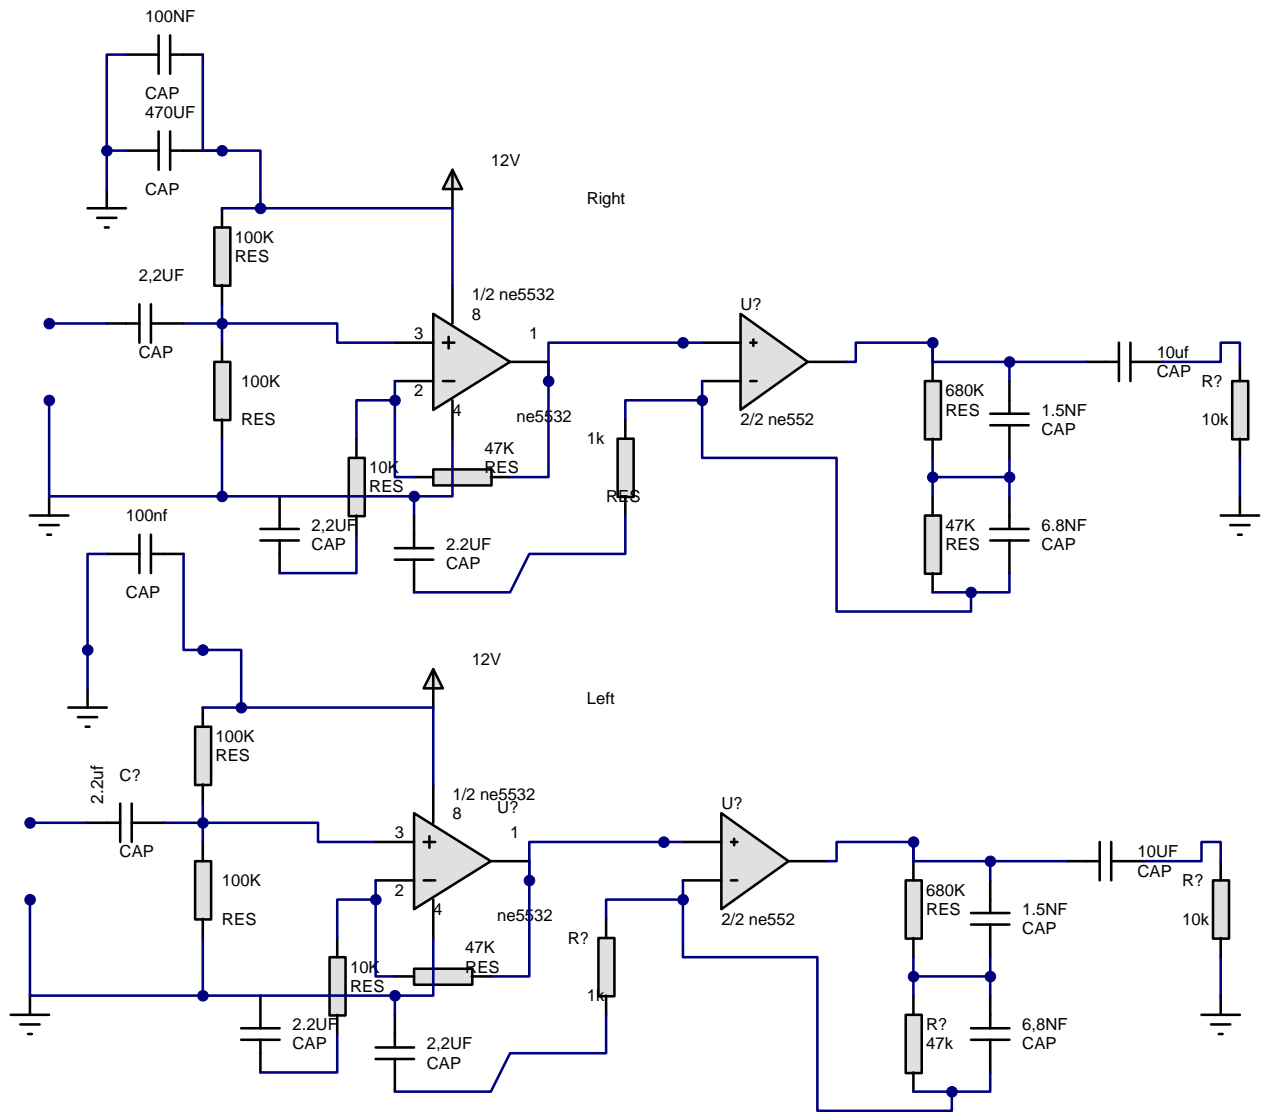 100NF
CAP
470UF
CAP
12V
Right
100K
RES
2,2UF
CAP
1/2 ne5532
8
3
+
1
2
−
4
ne5532
100K
RES
U?
+
−
2/2 ne552
10uf
CAP
R?
10k
680K
RES
1.5NF
CAP
1k
RES
47K
RES
10K
RES
2,2UF
CAP
2.2UF
CAP
47K
RES
6.8NF
CAP
100nf
CAP
12V
Left
100K
RES
2.2uf
C?
CAP
1/2 ne5532
U?
8
3
+
1
2
−
4
ne5532
100K
RES
U?
+
−
2/2 ne552
10UF
CAP
R?
10k
680K
RES
1.5NF
CAP
R?
1k
47K
RES
10K
RES
2.2UF
CAP
2,2UF
CAP
R?
47k
6,8NF
CAP